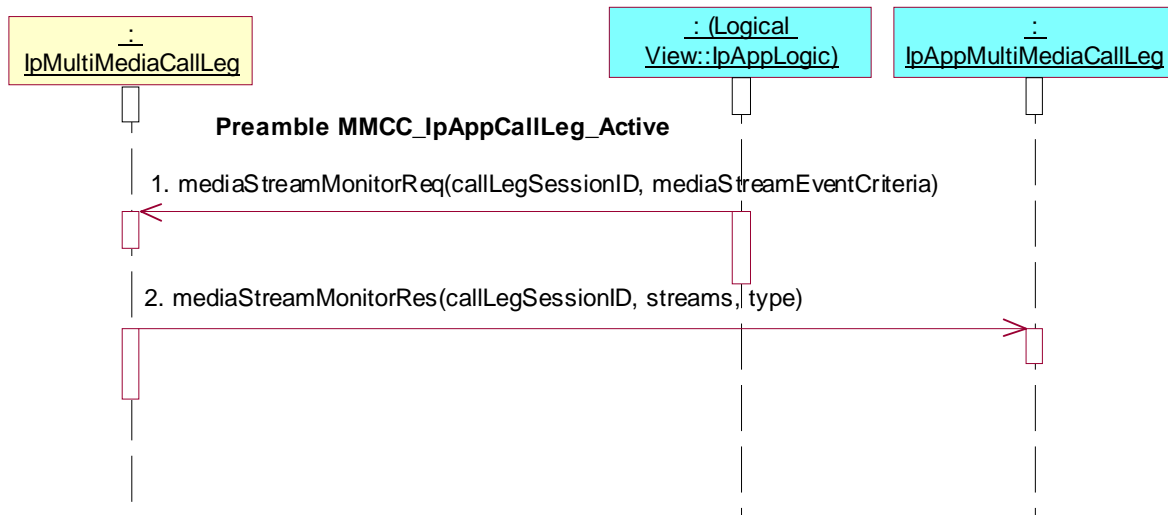 :
IpMultiMediaCallLeg
: (Logical
View::IpAppLogic)
:
IpAppMultiMediaCallLeg
Preamble MMCC_IpAppCallLeg_Active
1. mediaStreamMonitorReq(callLegSessionID, mediaStreamEventCriteria)
2. mediaStreamMonitorRes(callLegSessionID, streams, type)